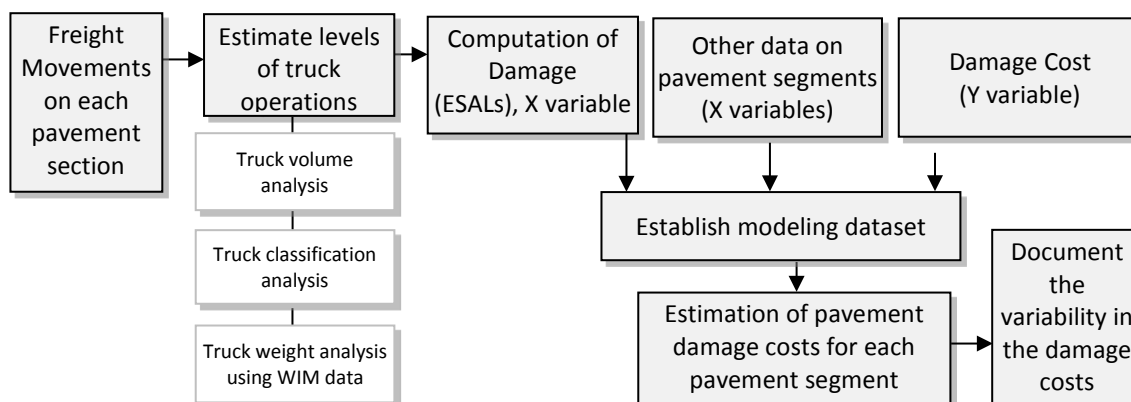 Freight
Movements
on each
pavement
section
Estimate levels
of truck
operations
Truck volume
analysis
Truck classification
analysis
Truck weight analysis
using WIM data
Computation of
Damage
(ESALs), X variable
Other data on
pavement segments
(X variables)
Damage Cost
(Y variable)
Establish modeling dataset
Estimation of pavement
damage costs for each
pavement segment
Document
the
variability in
the damage
costs